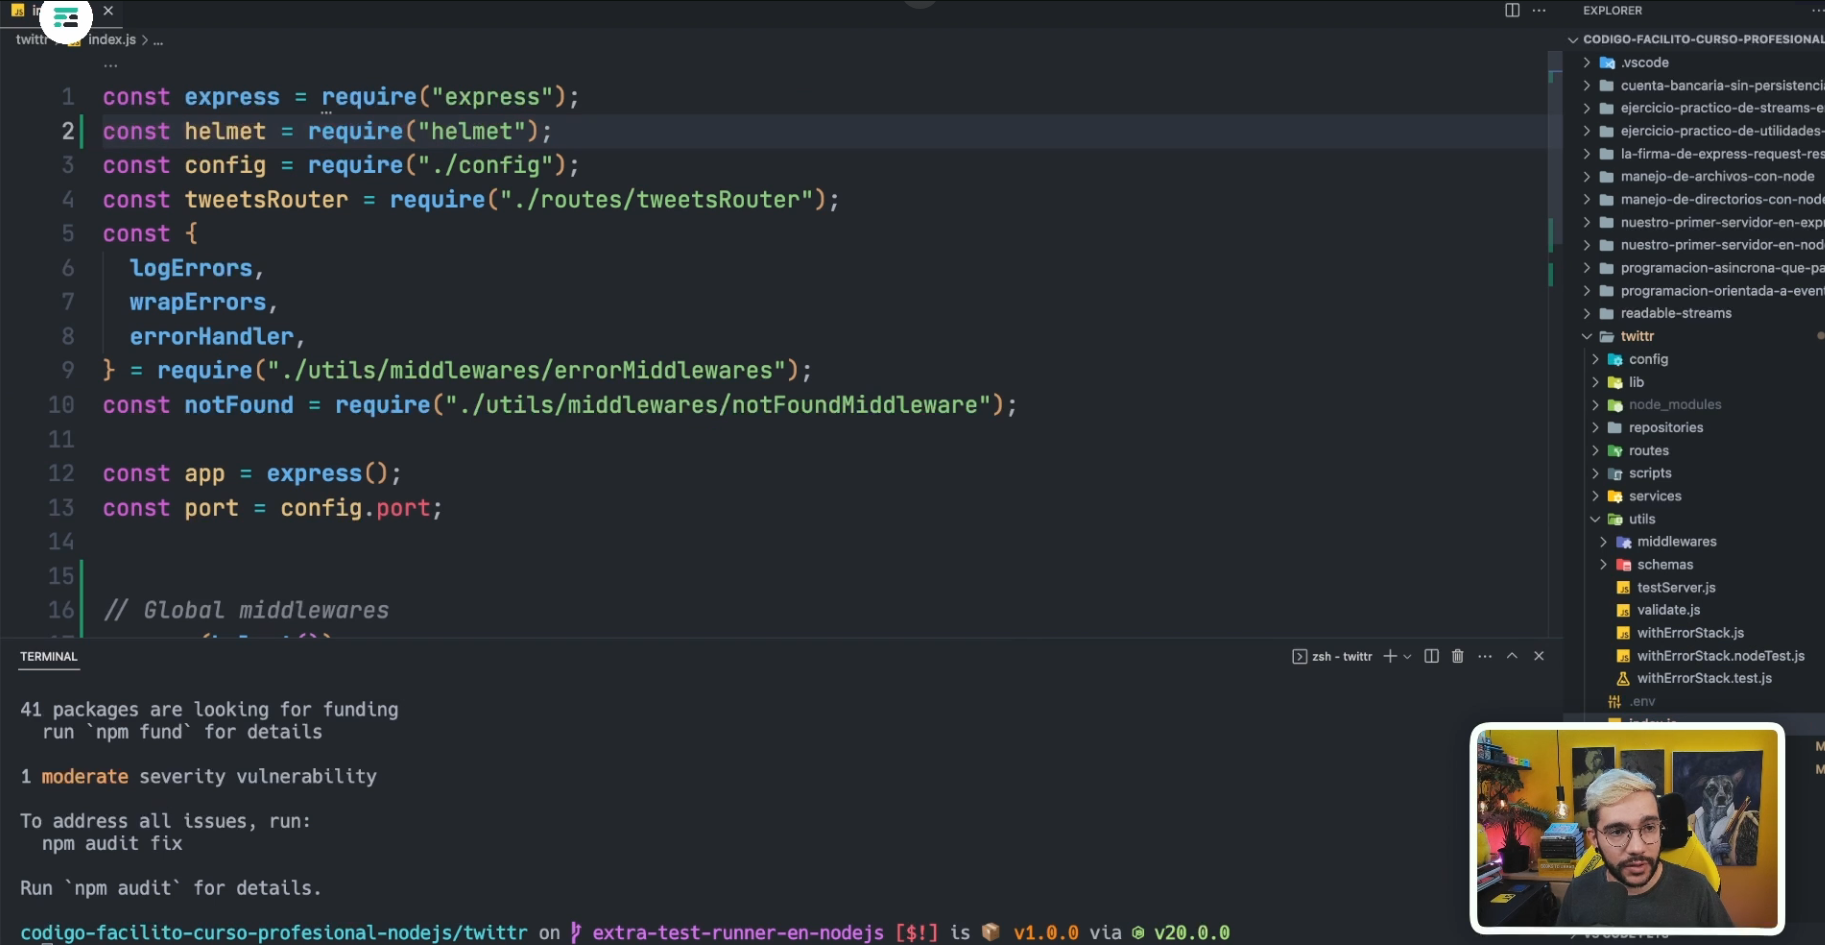 twittr > index.js > ...
...
1 const express = require("express");
2 const helmet = require("helmet");
3 const config = require("./config");
4 const tweetsRouter = require("./routes/tweetsRouter");
5 const {
6 logErrors,
7 wrapErrors,
8 errorHandler,
9 } = require("./utils/middlewares/errorMiddlewares");
10 const notFound = require("./utils/middlewares/notFoundMiddleware");
11
12 const app = express();
13 const port = config.port;
14
15
16 // Global middlewares
TERMINAL
zsh - twittr
41 packages are looking for funding
run `npm fund` for details
1 moderate severity vulnerability
To address all issues, run:
npm audit fix
Run `npm audit` for details.
codigo-facilito-curso-profesional-nodejs/twittr on extra-test-runner-en-nodejs [$!] is v1.0.0 via v20.0.0
EXPLORER
CODIGO-FACILITO-CURSO-PROFESIONAL
.vscode
cuenta-bancaria-sin-persistencia
ejercicio-practico-de-streams-e
ejercicio-practico-de-utilidades-
la-firma-de-express-request-res
manejo-de-archivos-con-node
manejo-de-directorios-con-node
nuestro-primer-servidor-en-expr
nuestro-primer-servidor-en-node
programacion-asincrona-que-pa
programacion-orientada-a-event
readable-streams
twittr
config
lib
node_modules
repositories
routes
scripts
services
utils
middlewares
schemas
testServer.js
validate.js
withErrorStack.js
withErrorStack.nodeTest.js
withErrorStack.test.js
.env
index.js
M
M